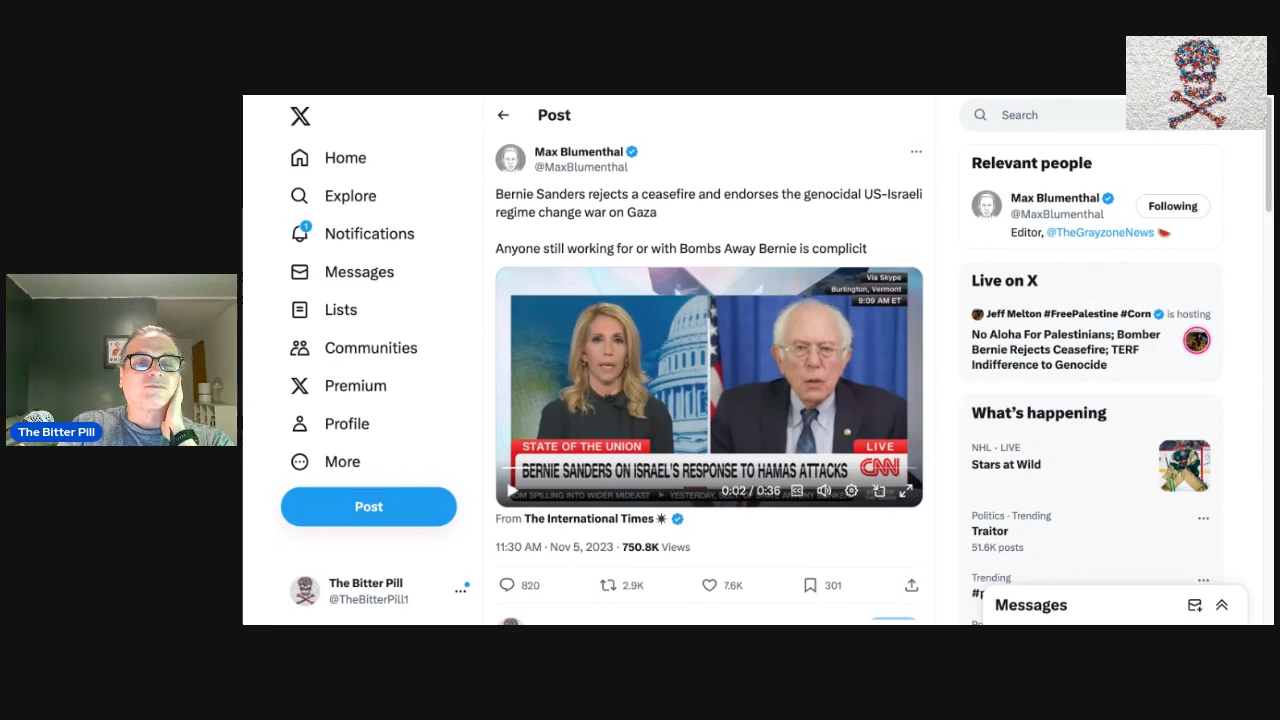 Home
Explore
1
Notifications
Messages
Lists
Communities
Premium
Profile
More
Post
The Bitter Pill
@TheBitterPill1
The Bitter Pill
Post
Max Blumenthal
@MaxBlumenthal
Bernie Sanders rejects a ceasefire and endorses the genocidal US-Israeli
regime change war on Gaza
Anyone still working for or with Bombs Away Bernie is complicit
Via Skype
Burlington, Vermont
9:09 AM ET
STATE OF THE UNION
LIVE
BERNIE SANDERS ON ISRAEL'S RESPONSE TO HAMAS ATTACKS
CNN
OM SPILLING INTO WIDER MIDEAST
0:02 / 0:36
From The International Times
11:30 AM · Nov 5, 2023 · 750.8K Views
820 2.9K 7.6K 301
Search
Relevant people
Max Blumenthal
@MaxBlumenthal
Following
Editor, @TheGrayzoneNews
Live on X
Jeff Melton #FreePalestine #Corn is hosting
No Aloha For Palestinians; Bomber
Bernie Rejects Ceasefire; TERF
Indifference to Genocide
What's happening
NHL · LIVE
Stars at Wild
Politics · Trending
Traitor
51.6K posts
Trending
Messages